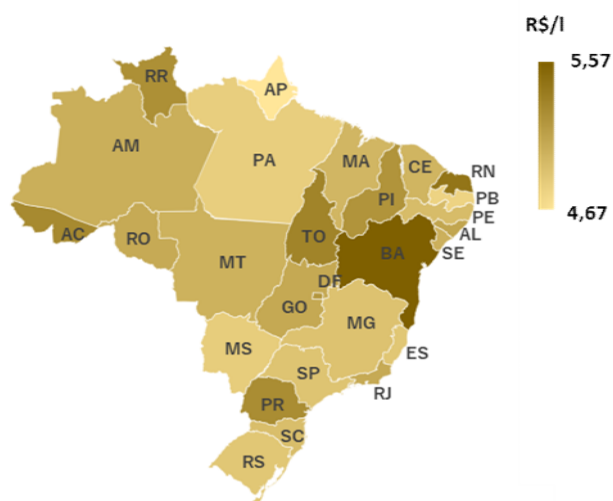 R$/l
5,57
4,67
RR
AP
AM
PA
MA
CE
RN
PB
PE
AL
SE
PI
AC
RO
TO
BA
MT
DF
GO
MG
MS
ES
SP
RJ
PR
SC
RS